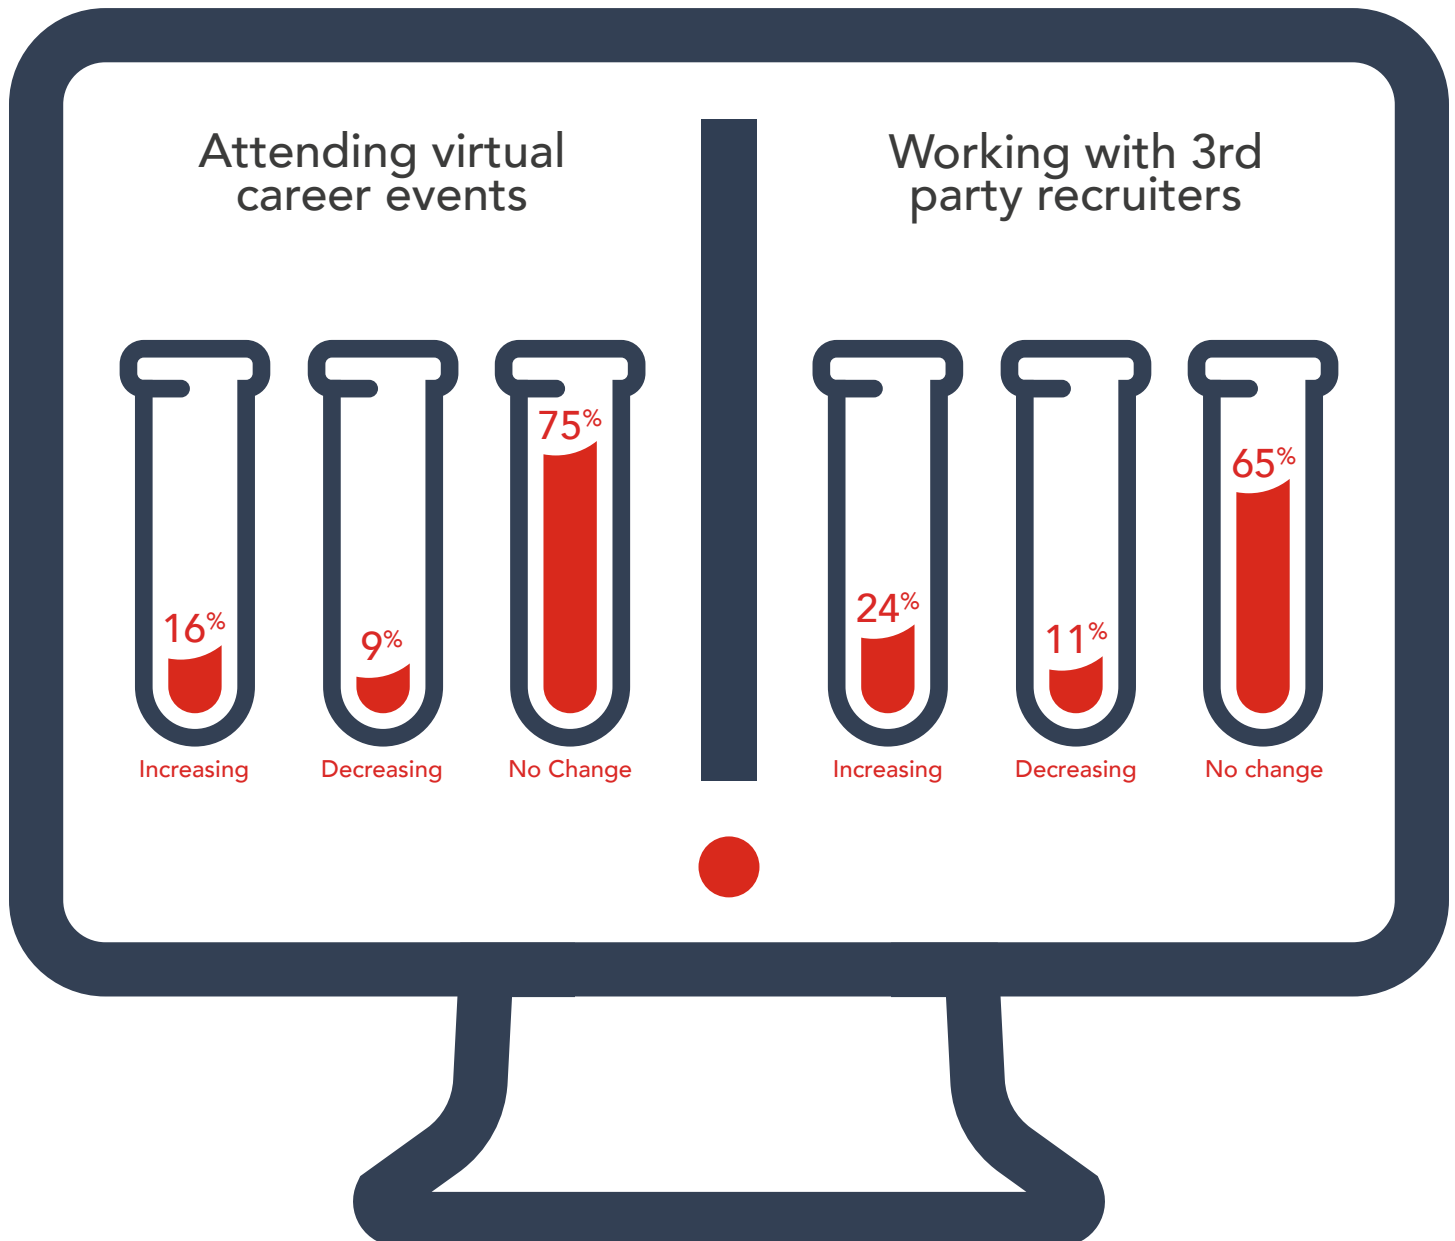 Attending virtual
career events
16%
9%
75%
Increasing
Decreasing
No Change
Working with 3rd
party recruiters
24%
11%
65%
Increasing
Decreasing
No change